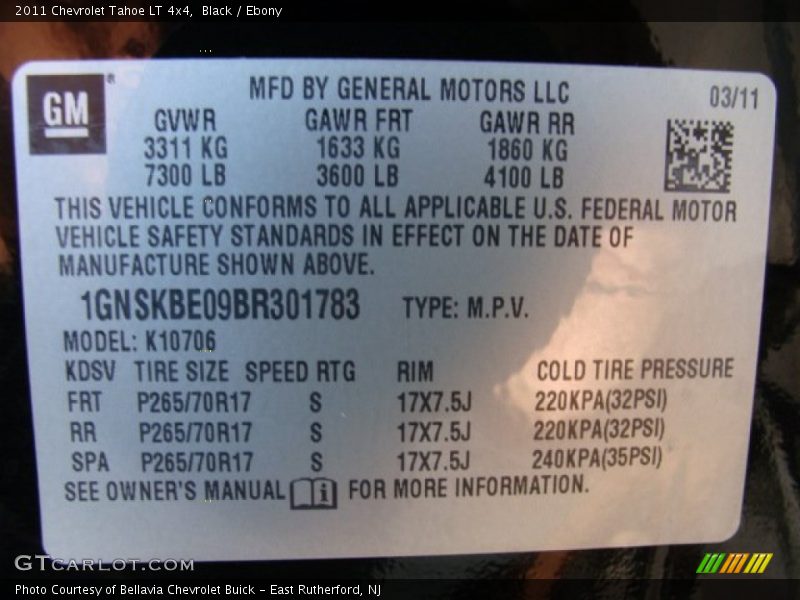 2011 Chevrolet Tahoe LT 4x4, Black / Ebony
GM ®
MFD BY GENERAL MOTORS LLC
03/11
GVWR GAWR FRT GAWR RR
3311 KG 1633 KG 1860 KG
7300 LB 3600 LB 4100 LB
THIS VEHICLE CONFORMS TO ALL APPLICABLE U.S. FEDERAL MOTOR
VEHICLE SAFETY STANDARDS IN EFFECT ON THE DATE OF
MANUFACTURE SHOWN ABOVE.
1GNSKBE09BR301783 TYPE: M.P.V.
MODEL: K10706
KDSV TIRE SIZE SPEED RTG RIM COLD TIRE PRESSURE
FRT P265/70R17 S 17X7.5J 220KPA(32PSI)
RR P265/70R17 S 17X7.5J 220KPA(32PSI)
SPA P265/70R17 S 17X7.5J 240KPA(35PSI)
SEE OWNER'S MANUAL i FOR MORE INFORMATION.
GTCARLOT.COM
Photo Courtesy of Bellavia Chevrolet Buick - East Rutherford, NJ